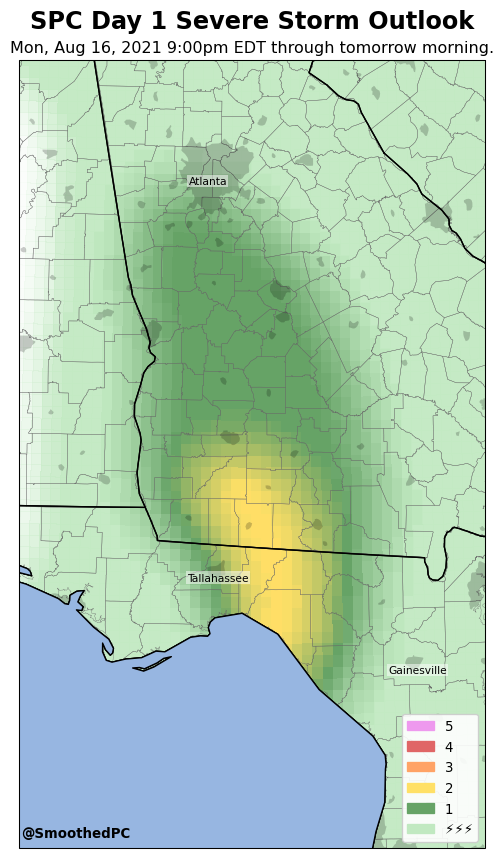 SPC Day 1 Severe Storm Outlook
Mon, Aug 16, 2021 9:00pm EDT through tomorrow morning.
Atlanta
Tallahassee
Gainesville
5
4
3
2
1
⚡⚡⚡
@SmoothedPC